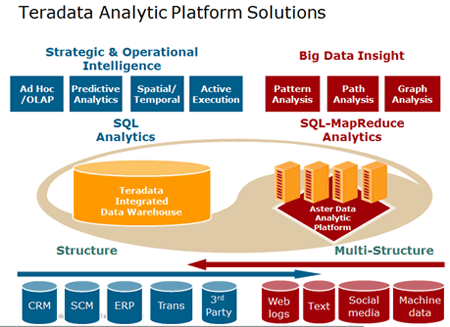 Teradata Analytic Platform Solutions
Strategic & Operational
Intelligence
Big Data Insight
Ad Hoc
/OLAP
Predictive
Analytics
Spatial/
Temporal
Active
Execution
Pattern
Analysis
Path
Analysis
Graph
Analysis
SQL
Analytics
SQL-MapReduce
Analytics
Teradata
Integrated
Data Warehouse
Aster Data
Analytic
Platform
Structure
Multi-Structure
CRM
SCM
ERP
Trans
3rd
Party
Web
logs
Text
Social
media
Machine
data